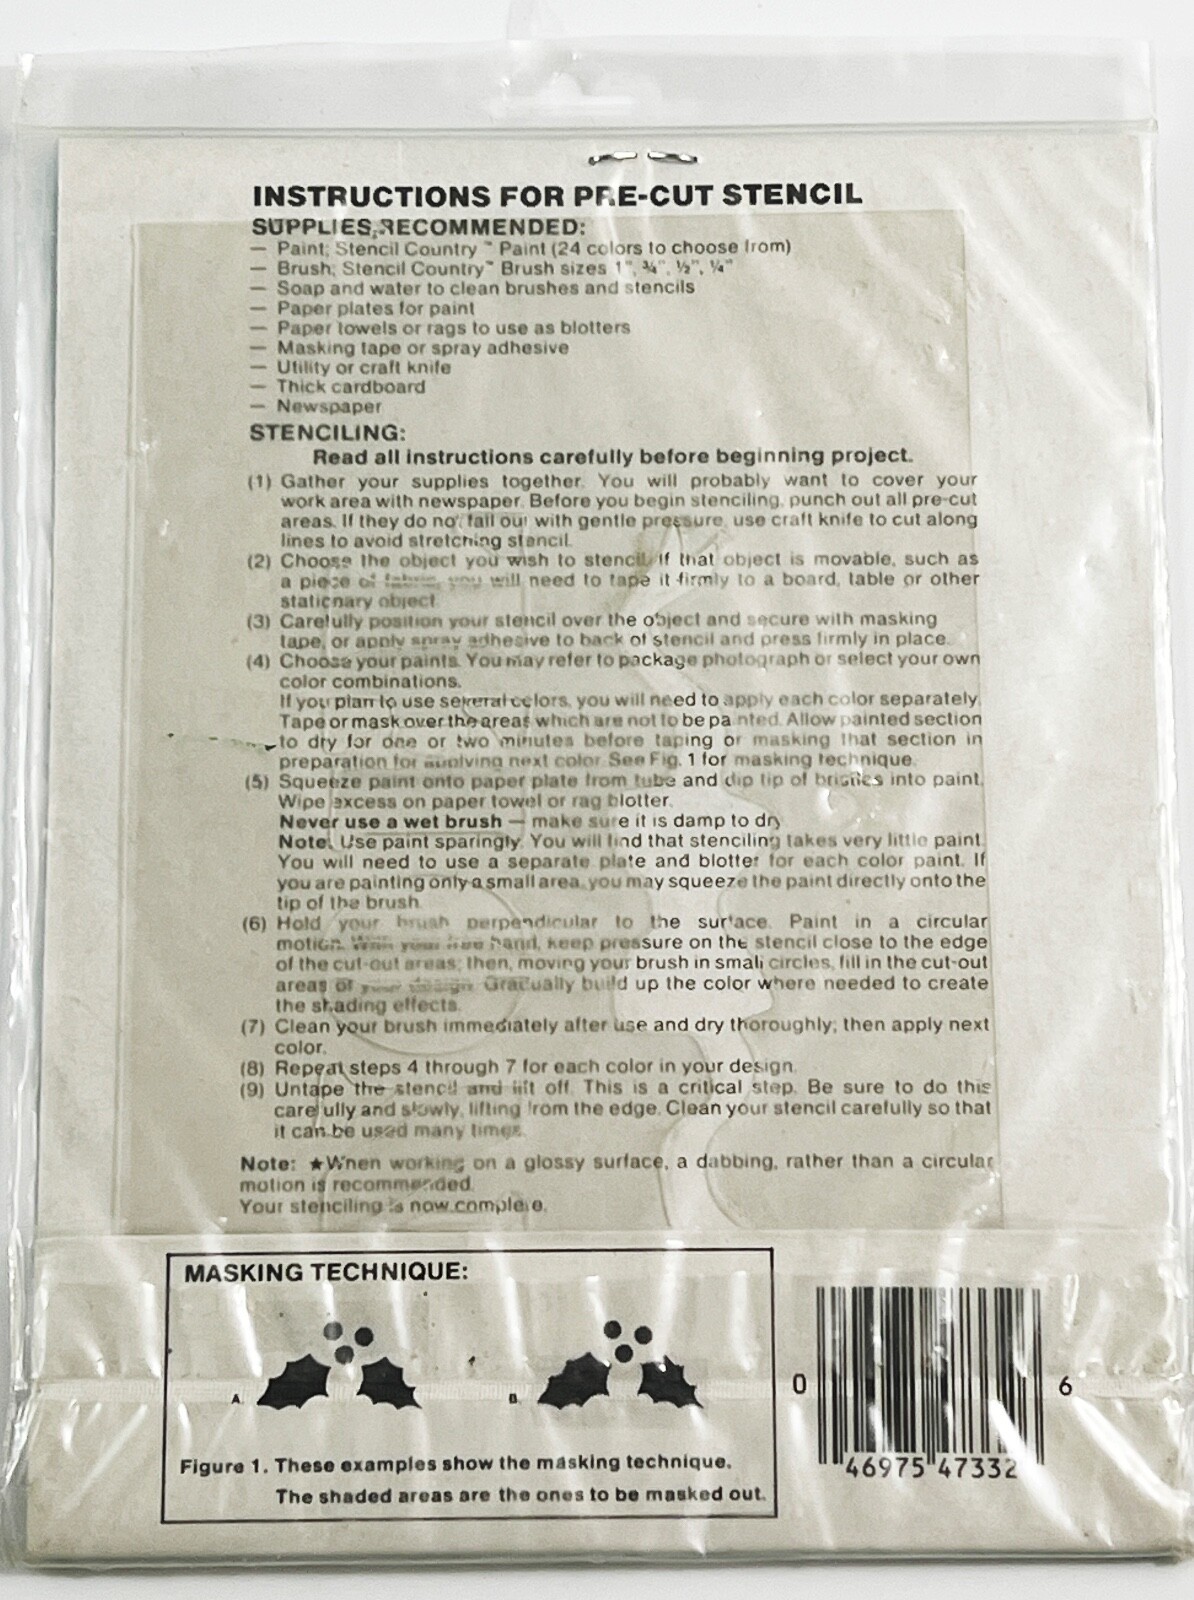 INSTRUCTIONS FOR PRE-CUT STENCIL
SUPPLIES RECOMMENDED:
— Paint; Stencil Country™ Paint (24 colors to choose from)
— Brush; Stencil Country™ Brush sizes 1", ¾", ½", ¼"
— Soap and water to clean brushes and stencils
— Paper plates for paint
— Paper towels or rags to use as blotters
— Masking tape or spray adhesive
— Utility or craft knife
— Thick cardboard
— Newspaper
STENCILING:
Read all instructions carefully before beginning project.
(1) Gather your supplies together. You will probably want to cover your
work area with newspaper. Before you begin stenciling, punch out all pre-cut
areas. If they do not fall out with gentle pressure, use craft knife to cut along
lines to avoid stretching stencil.
(2) Choose the object you wish to stencil. If that object is movable, such as
a piece of fabric, you will need to tape it firmly to a board, table or other
stationary object.
(3) Carefully position your stencil over the object and secure with masking
tape, or apply spray adhesive to back of stencil and press firmly in place.
(4) Choose your paints. You may refer to package photograph or select your own
color combinations.
If you plan to use several colors, you will need to apply each color separately.
Tape or mask over the areas which are not to be painted. Allow painted section
to dry for one or two minutes before taping or masking that section in
preparation for applying next color. See Fig. 1 for masking technique.
(5) Squeeze paint onto paper plate from tube and dip tip of bristles into paint.
Wipe excess on paper towel or rag blotter.
Never use a wet brush — make sure it is damp to dry.
Note: Use paint sparingly. You will find that stenciling takes very little paint.
You will need to use a separate plate and blotter for each color paint. If
you are painting only a small area, you may squeeze the paint directly onto the
tip of the brush.
(6) Hold your brush perpendicular to the surface. Paint in a circular
motion. With your free hand, keep pressure on the stencil close to the edge
of the cut-out areas; then, moving your brush in small circles, fill in the cut-out
areas of your design. Gradually build up the color where needed to create
the shading effects.
(7) Clean your brush immediately after use and dry thoroughly; then apply next
color.
(8) Repeat steps 4 through 7 for each color in your design.
(9) Untape the stencil and lift off. This is a critical step. Be sure to do this
carefully and slowly, lifting from the edge. Clean your stencil carefully so that
it can be used many times.
Note: ★When working on a glossy surface, a dabbing, rather than a circular
motion is recommended.
Your stenciling is now complete.
MASKING TECHNIQUE:
A B
Figure 1. These examples show the masking technique.
The shaded areas are the ones to be masked out.
0 46975 47332 6